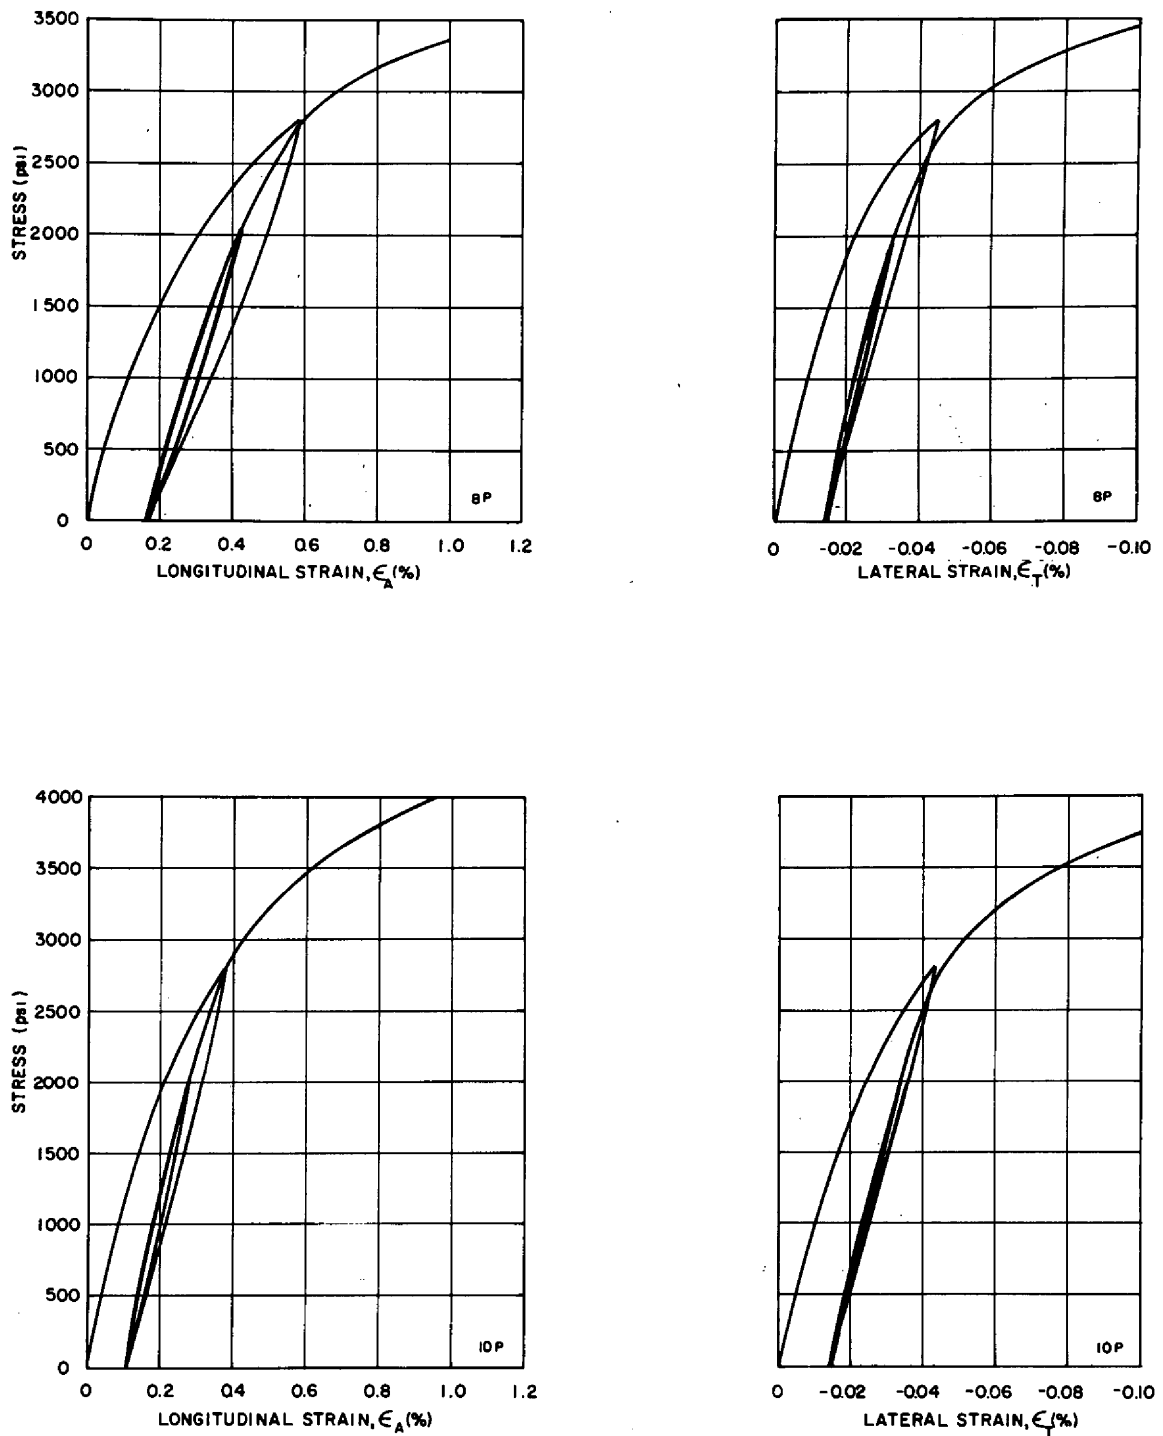 3500
3000
2500
2000
1500
1000
500
0
STRESS (psi)
0 0.2 0.4 0.6 0.8 1.0 1.2
LONGITUDINAL STRAIN, ϵA (%)
8P
0 -0.02 -0.04 -0.06 -0.08 -0.10
LATERAL STRAIN, ϵT (%)
8P
4000
3500
3000
2500
2000
1500
1000
500
0
STRESS (psi)
0 0.2 0.4 0.6 0.8 1.0 1.2
LONGITUDINAL STRAIN, ϵA (%)
10P
0 -0.02 -0.04 -0.06 -0.08 -0.10
LATERAL STRAIN, ϵT (%)
10P